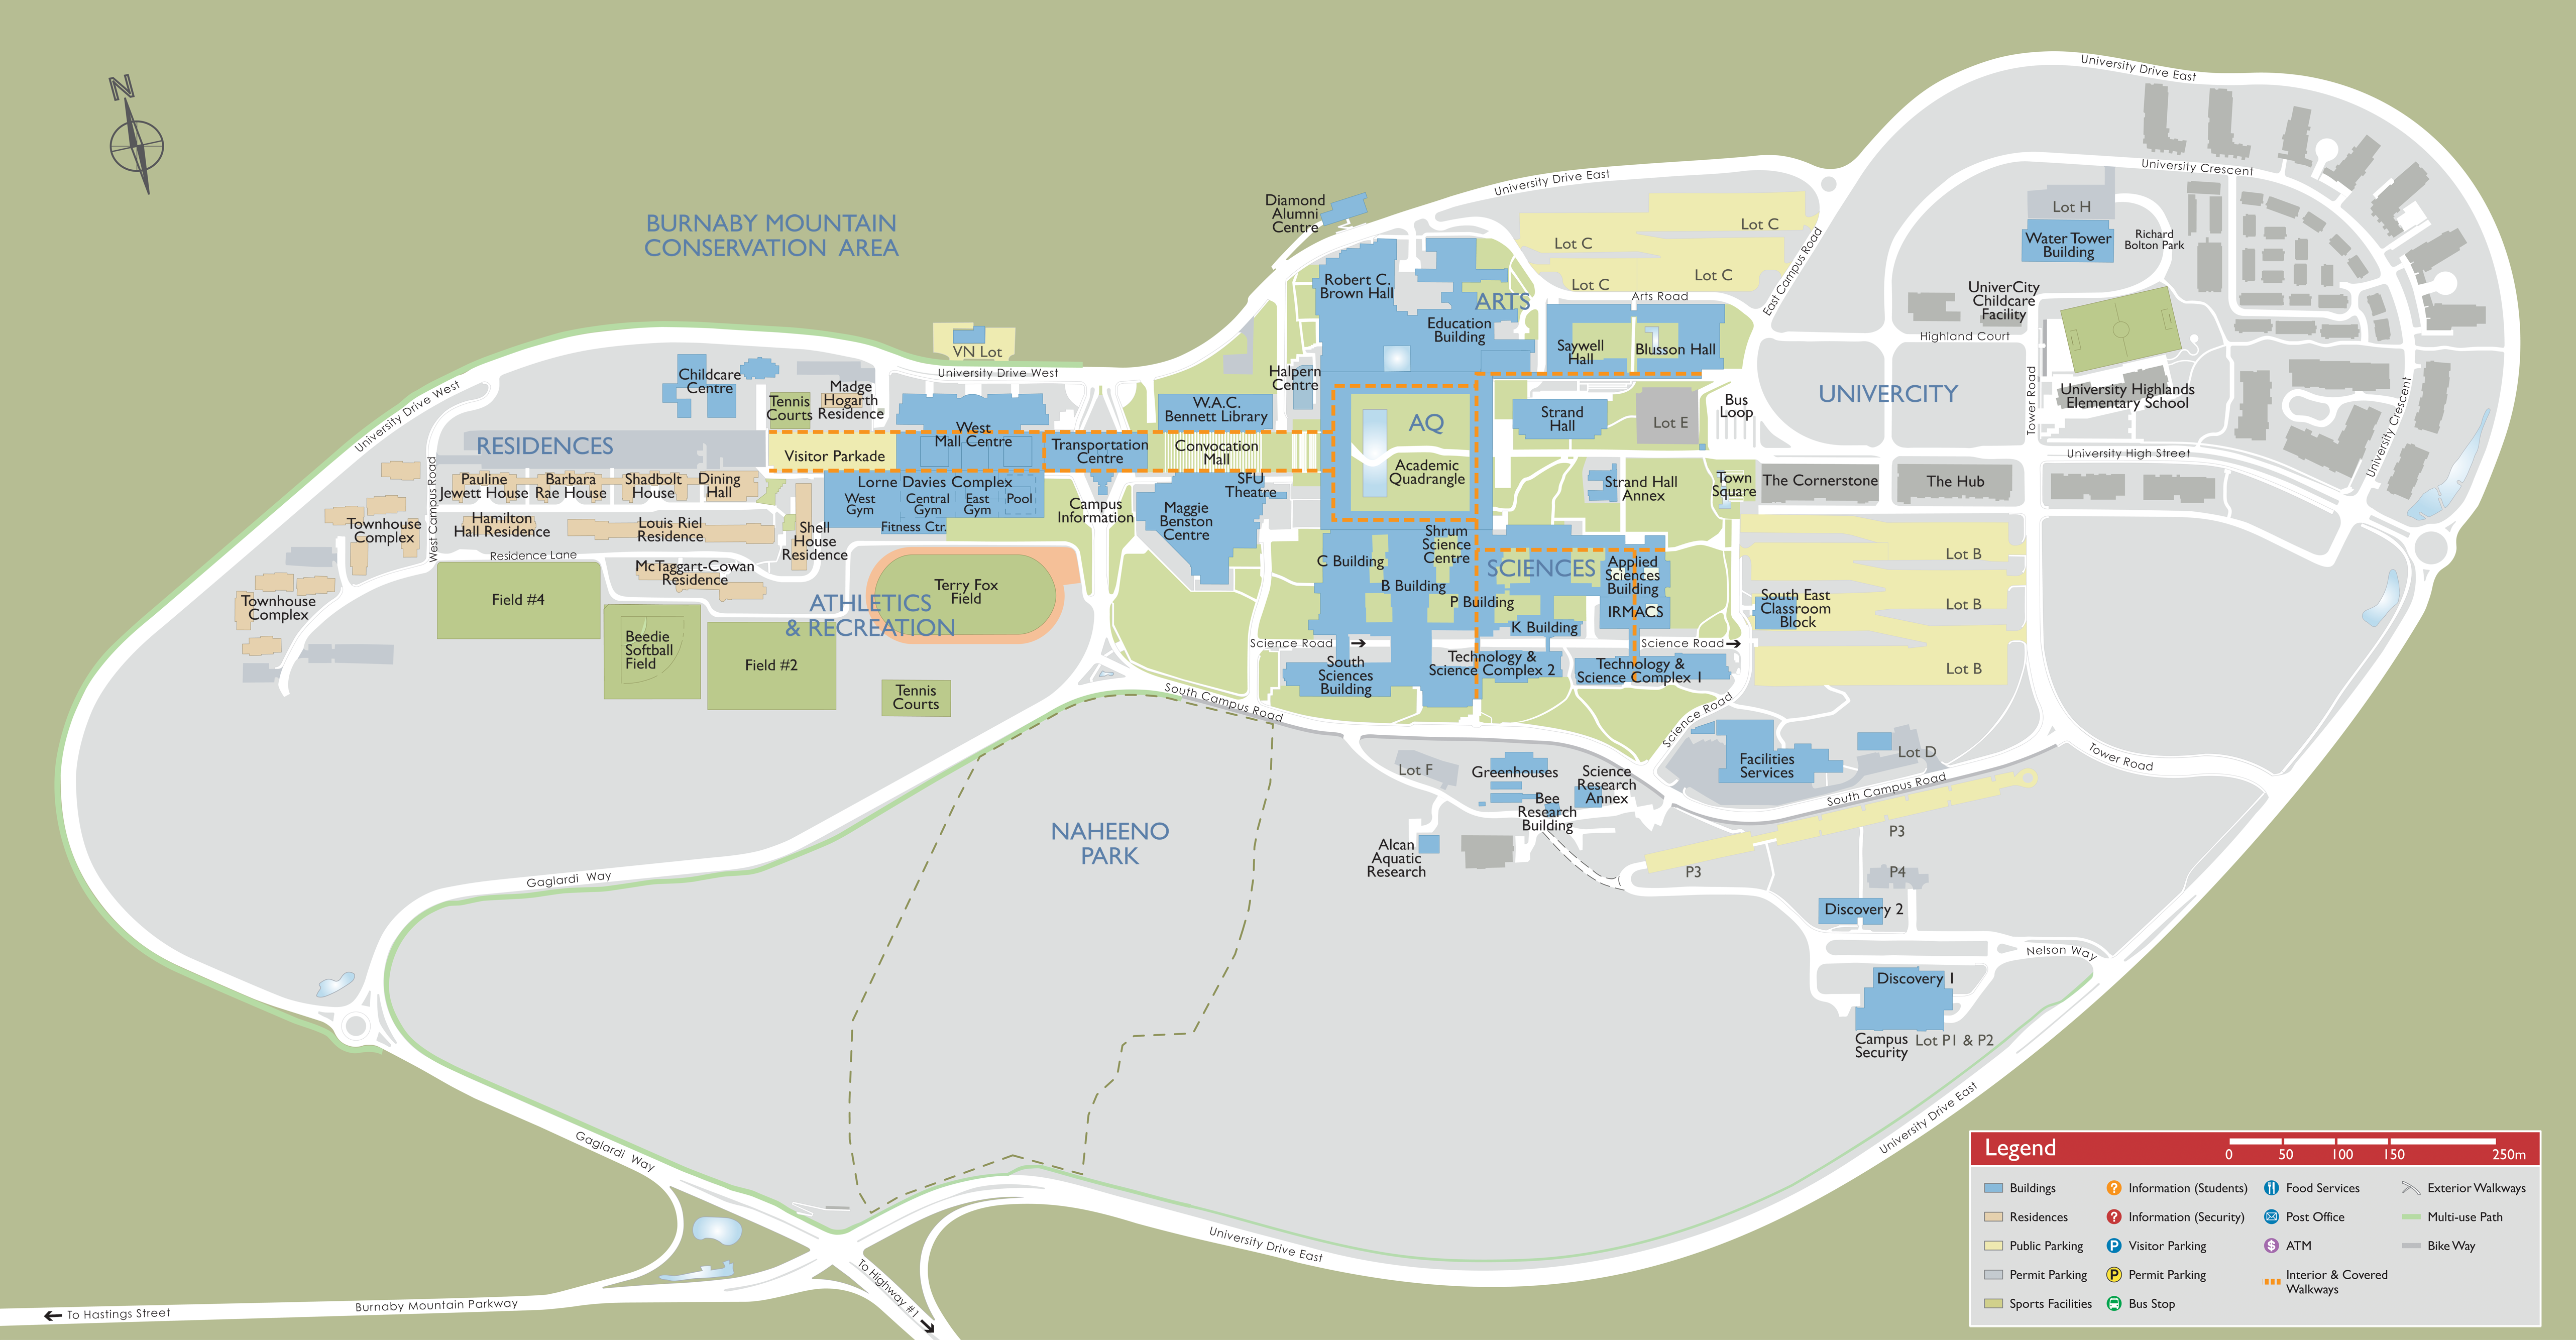 N
University Drive East
University Crescent
BURNABY MOUNTAIN
CONSERVATION AREA
Diamond
Alumni
Centre
University Drive East
Lot C
Lot C
Lot C
Lot C
Arts Road
East Campus Road
Lot H
Water Tower
Building
Richard
Bolton Park
UniverCity
Childcare
Facility
Highland Court
Tower Road
University Highlands
Elementary School
UNIVERCITY
University High Street
University Crescent
Robert C.
Brown Hall
ARTS
Education
Building
Saywell
Hall
Blusson Hall
Halpern
Centre
VN Lot
University Drive West
University Drive West
Childcare
Centre
Tennis
Courts
Madge
Hogarth
Residence
West
Mall Centre
W.A.C.
Bennett Library
AQ
Academic
Quadrangle
Strand
Hall
Lot E
Bus
Loop
RESIDENCES
Visitor Parkade
Transportation
Centre
Convocation
Mall
West Campus Road
Pauline
Jewett House
Barbara
Rae House
Shadbolt
House
Dining
Hall
Lorne Davies Complex
West
Gym
Central
Gym
East
Gym
Pool
Fitness Ctr.
SFU
Theatre
Maggie
Benston
Centre
Campus
Information
Strand Hall
Annex
Town
Square
The Cornerstone
The Hub
Townhouse
Complex
Hamilton
Hall Residence
Louis Riel
Residence
Shell
House
Residence
Residence Lane
McTaggart-Cowan
Residence
Townhouse
Complex
Field #4
Beedie
Softball
Field
Field #2
ATHLETICS
& RECREATION
Terry Fox
Field
Tennis
Courts
Shrum
Science
Centre
C Building
B Building
P Building
SCIENCES
Applied
Sciences
Building
IRMACS
K Building
Science Road
Science Road
South
Sciences
Building
Technology &
Science Complex 2
Technology &
Science Complex 1
South East
Classroom
Block
Lot B
Lot B
Lot B
South Campus Road
Science Road
Facilities
Services
Lot D
South Campus Road
Tower Road
Lot F
Greenhouses
Science
Research
Annex
Bee
Research
Building
Alcan
Aquatic
Research
P3
P3
P4
Discovery 2
Nelson Way
Discovery 1
Campus
Security
Lot P1 & P2
NAHEENO
PARK
Gaglardi Way
Gaglardi Way
University Drive East
University Drive East
To Highway #1
Burnaby Mountain Parkway
To Hastings Street
Legend
0 50 100 150 250m
Buildings
Residences
Public Parking
Permit Parking
Sports Facilities
? Information (Students)
? Information (Security)
P Visitor Parking
P Permit Parking
Bus Stop
Food Services
Post Office
$ ATM
Interior & Covered
Walkways
Exterior Walkways
Multi-use Path
Bike Way